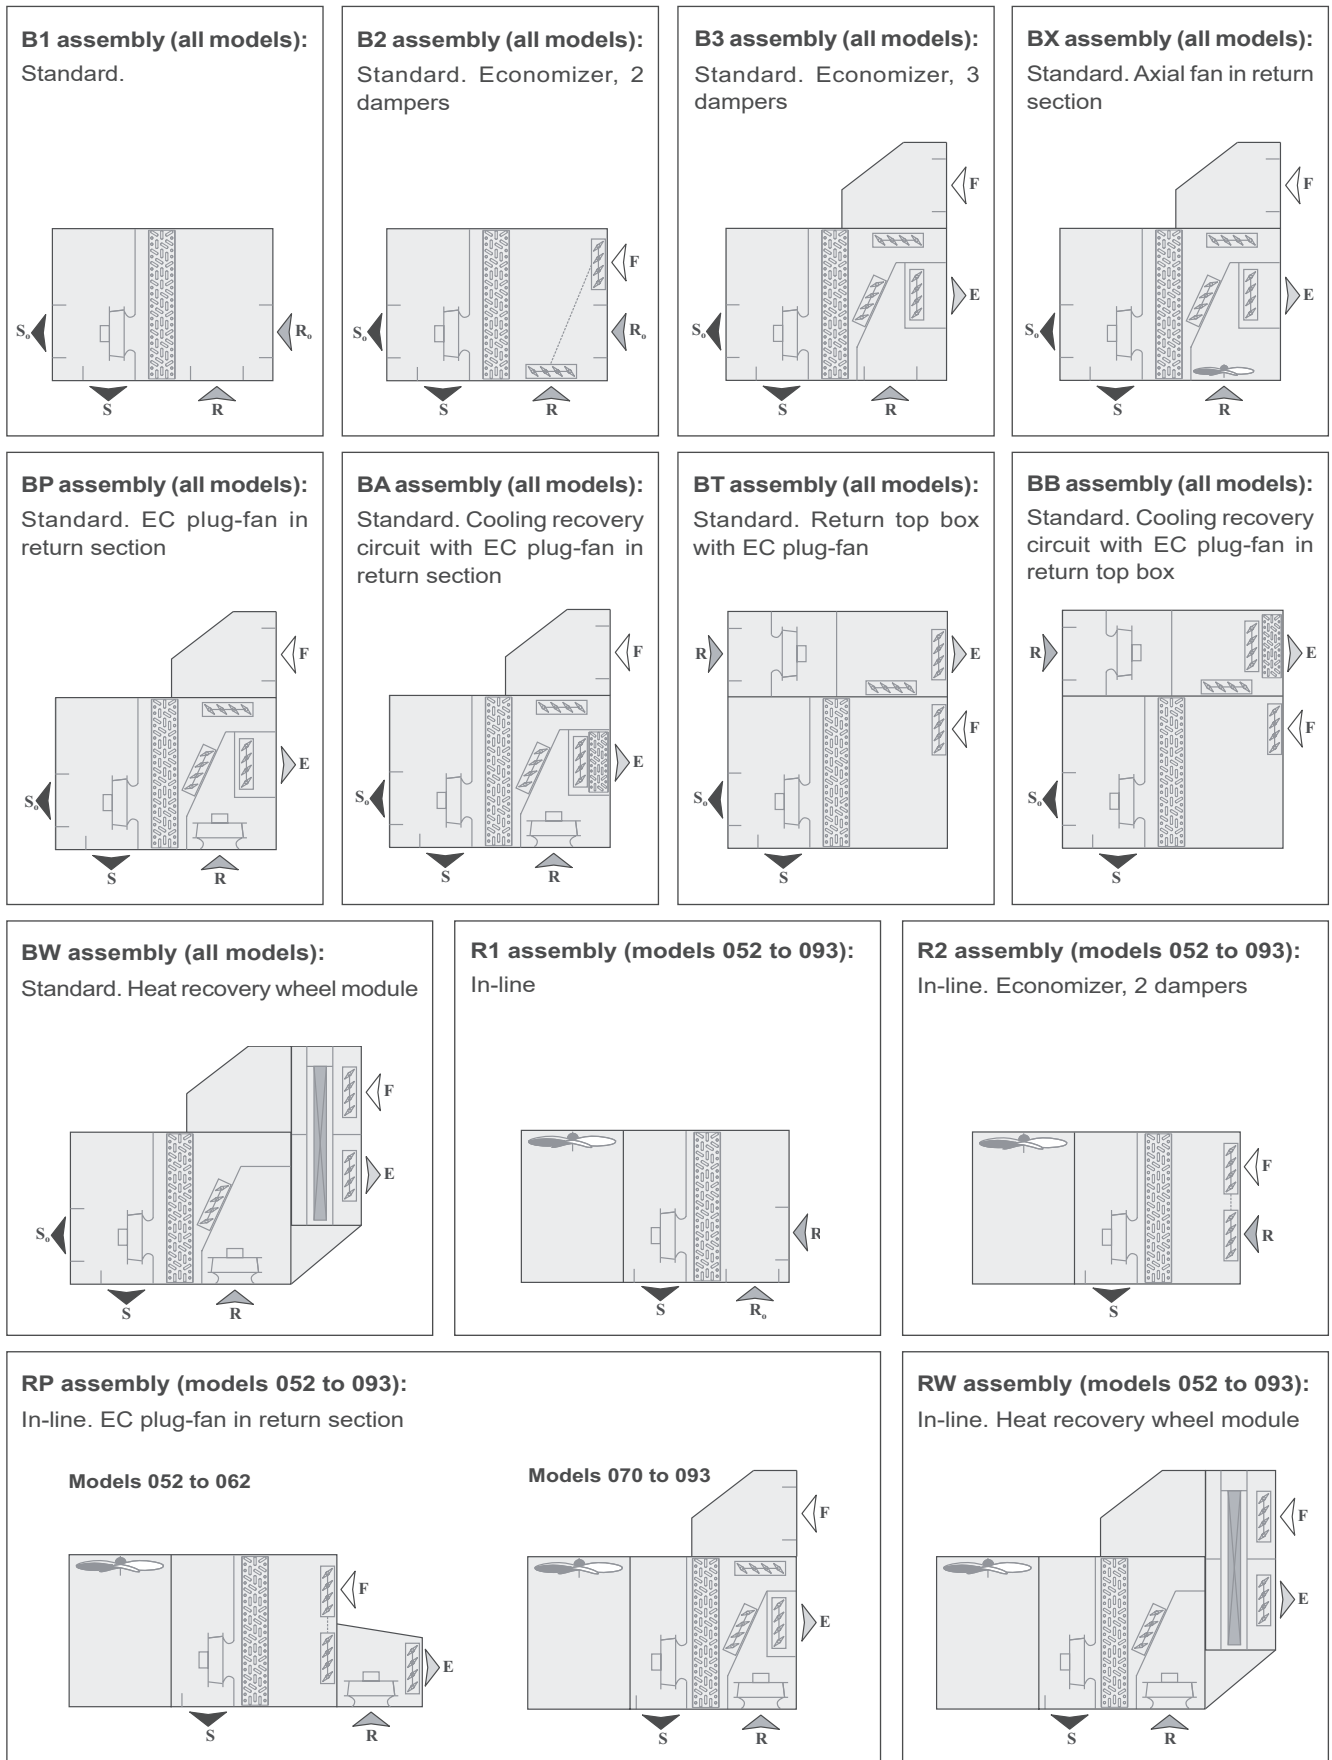 B1 assembly (all models):
Standard.
S₀
R₀
S
R
B2 assembly (all models):
Standard. Economizer, 2
dampers
F
S₀
R₀
S
R
B3 assembly (all models):
Standard. Economizer, 3
dampers
F
E
S₀
S
R
BX assembly (all models):
Standard. Axial fan in return
section
F
E
S₀
S
R
BP assembly (all models):
Standard. EC plug-fan in
return section
F
E
S₀
S
R
BA assembly (all models):
Standard. Cooling recovery
circuit with EC plug-fan in
return section
F
E
S₀
S
R
BT assembly (all models):
Standard. Return top box
with EC plug-fan
R
E
F
S₀
S
BB assembly (all models):
Standard. Cooling recovery
circuit with EC plug-fan in
return top box
R
E
F
S₀
S
BW assembly (all models):
Standard. Heat recovery wheel module
F
E
S₀
S
R
R1 assembly (models 052 to 093):
In-line
R
S
R₀
R2 assembly (models 052 to 093):
In-line. Economizer, 2 dampers
F
R
S
RP assembly (models 052 to 093):
In-line. EC plug-fan in return section
Models 052 to 062
F
E
S
R
Models 070 to 093
F
E
S
R
RW assembly (models 052 to 093):
In-line. Heat recovery wheel module
F
E
S
R